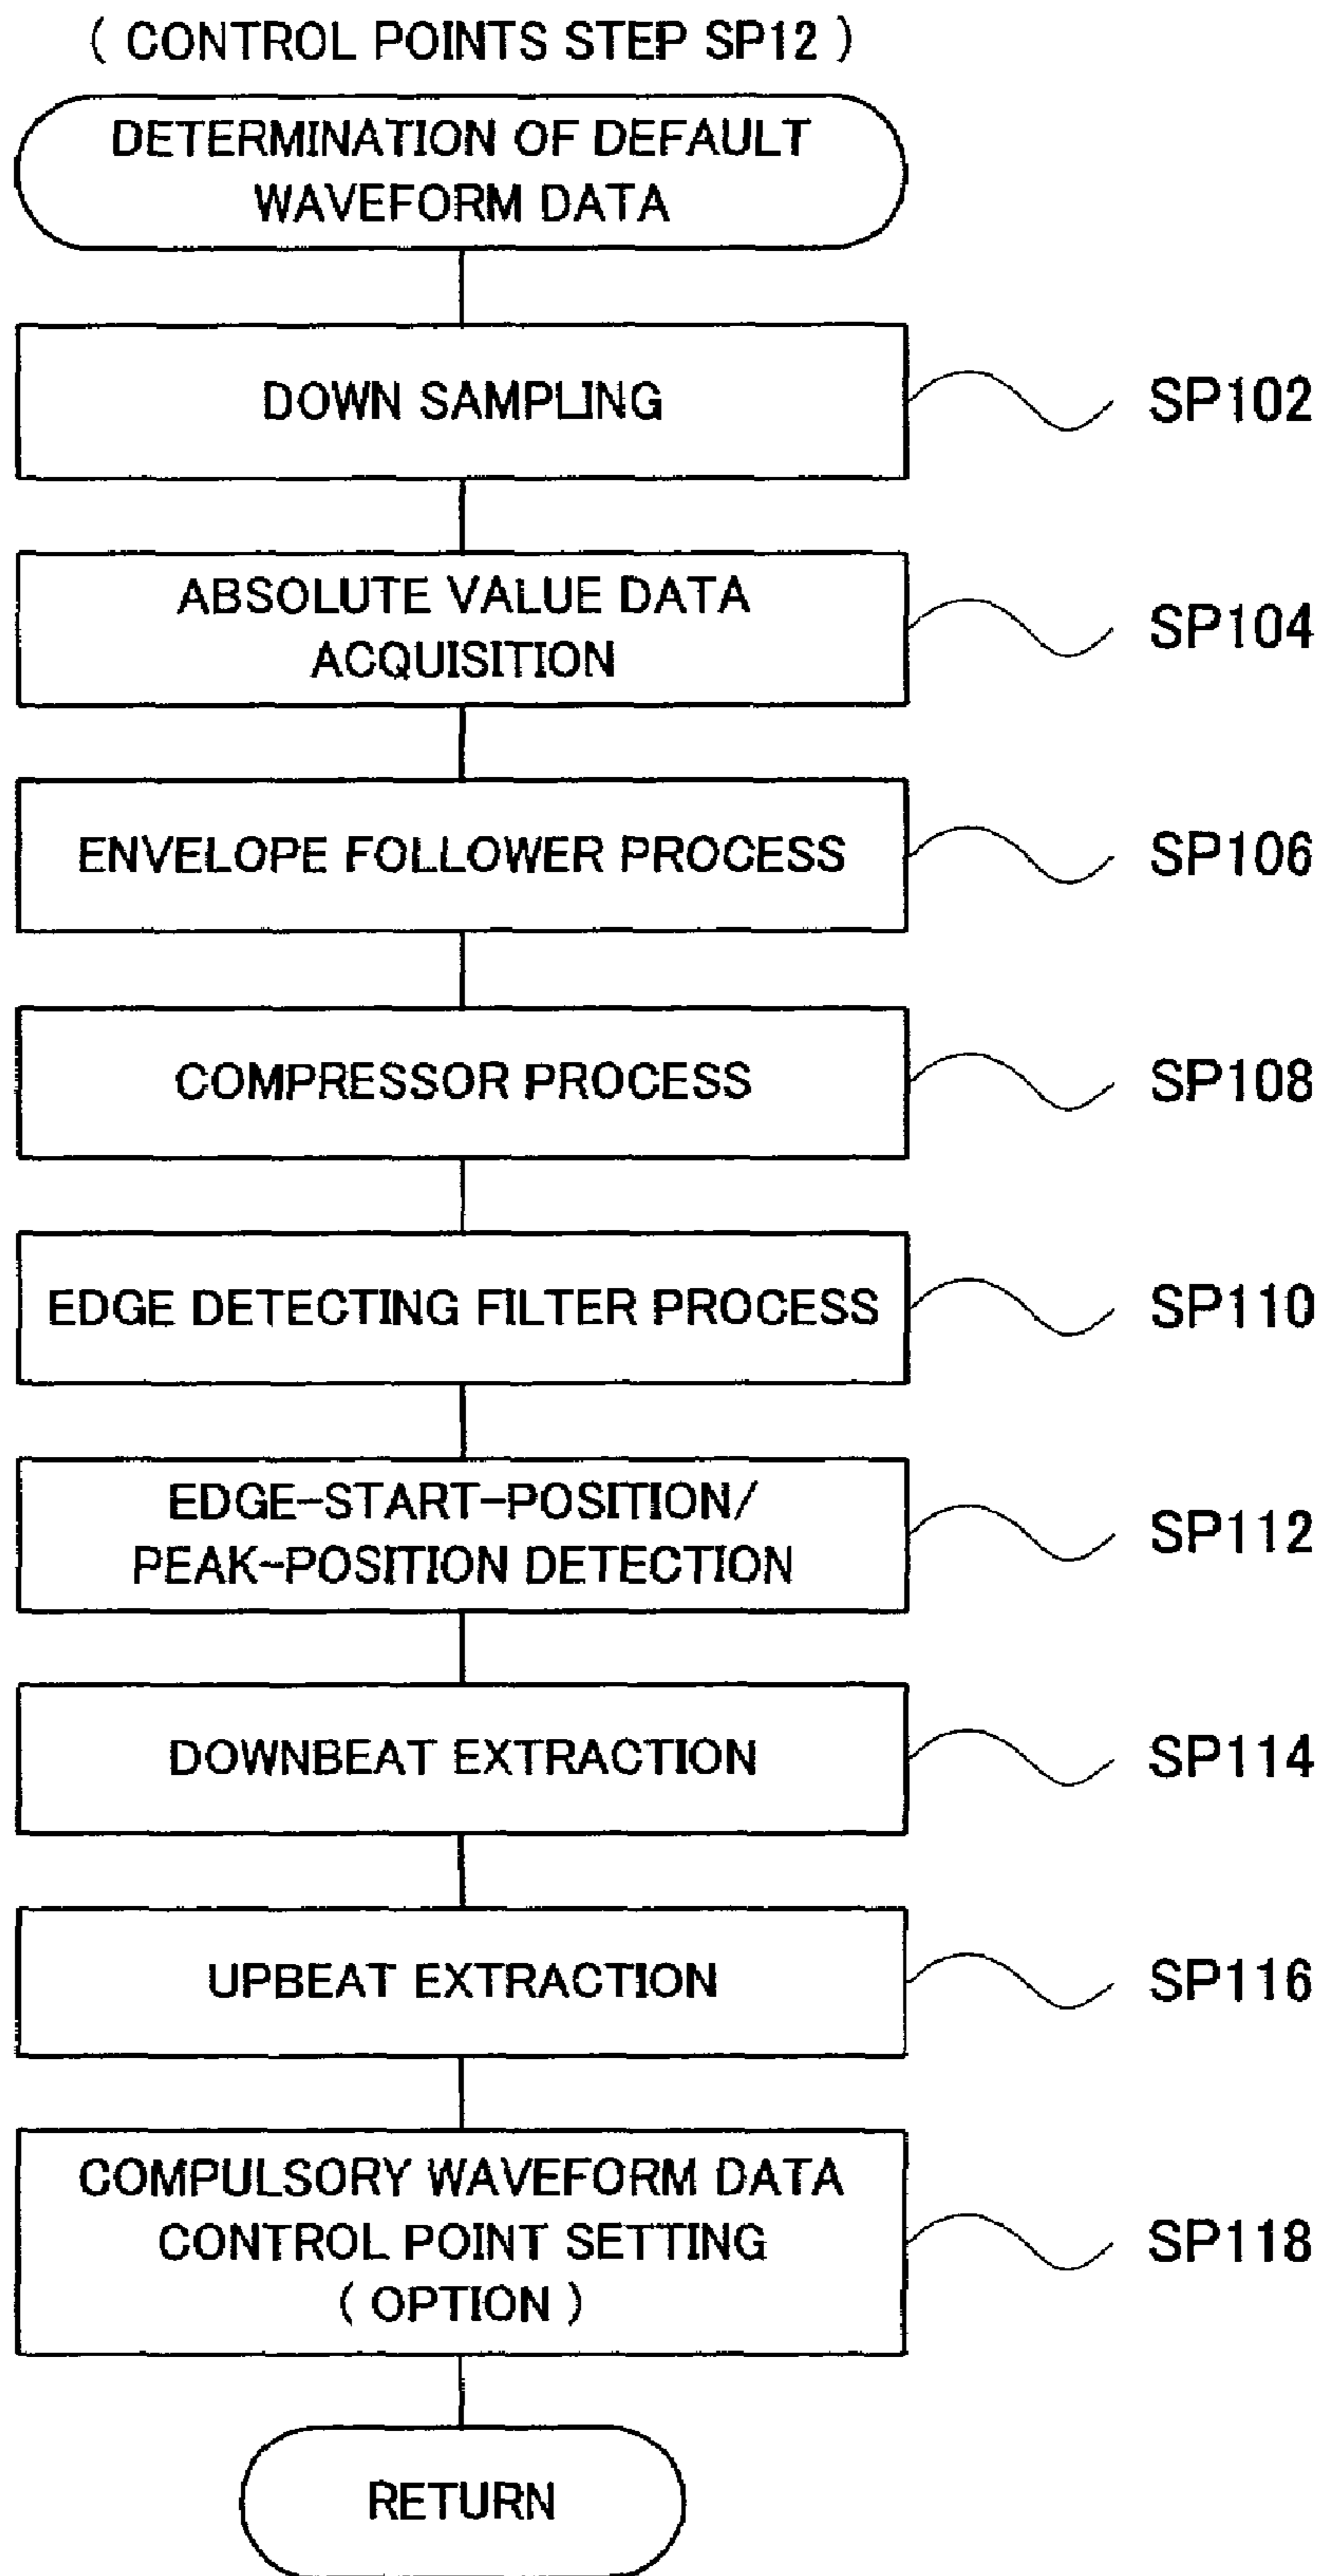 ( CONTROL POINTS STEP SP12 )
DETERMINATION OF DEFAULT
WAVEFORM DATA
DOWN SAMPLING
SP102
ABSOLUTE VALUE DATA
ACQUISITION
SP104
ENVELOPE FOLLOWER PROCESS
SP106
COMPRESSOR PROCESS
SP108
EDGE DETECTING FILTER PROCESS
SP110
EDGE-START-POSITION/
PEAK-POSITION DETECTION
SP112
DOWNBEAT EXTRACTION
SP114
UPBEAT EXTRACTION
SP116
COMPULSORY WAVEFORM DATA
CONTROL POINT SETTING
( OPTION )
SP118
RETURN